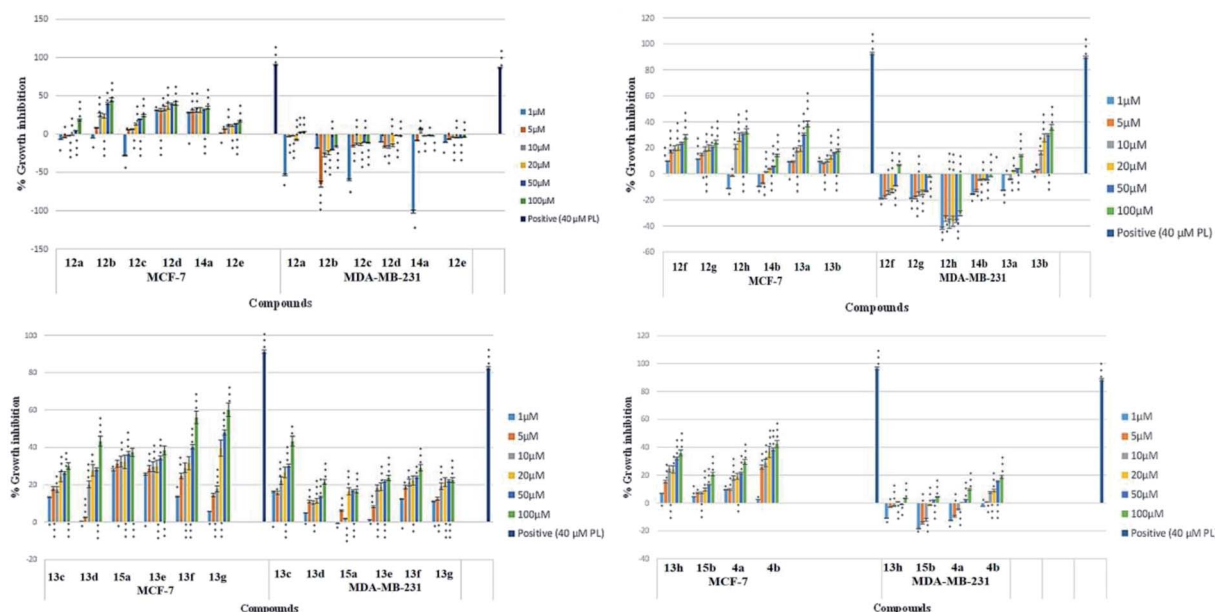 150
100
50
0
-50
-100
-150
% Growth inhibition
12a 12b 12c 12d 14a 12e 12a 12b 12c 12d 14a 12e
MCF-7 MDA-MB-231
Compounds
1µM
5µM
10µM
20µM
50µM
100µM
Positive (40 µM PL)
120
100
80
60
40
20
0
-20
-40
-60
% Growth inhibition
12f 12g 12h 14b 13a 13b 12f 12g 12h 14b 13a 13b
MCF-7 MDA-MB-231
Compounds
1µM
5µM
10µM
20µM
50µM
100µM
Positive (40 µM PL)
100
80
60
40
20
0
-20
% Growth inhibition
13c 13d 15a 13e 13f 13g 13c 13d 15a 13e 13f 13g
MCF-7 MDA-MB-231
Compounds
1µM
5µM
10µM
20µM
50µM
100µM
Positive (40 µM PL)
120
100
80
60
40
20
0
-20
-40
% Growth inhibition
13h 15b 4a 4b 13h 15b 4a 4b
MCF-7 MDA-MB-231
Compounds
1µM
5µM
10µM
20µM
50µM
100µM
Positive (40 µM PL)